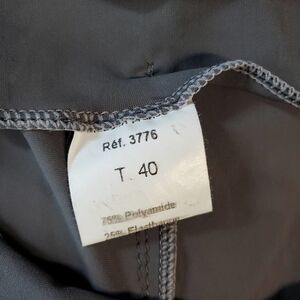 Réf. 3776
T. 40
75% Polyamide
25% Elasthanne